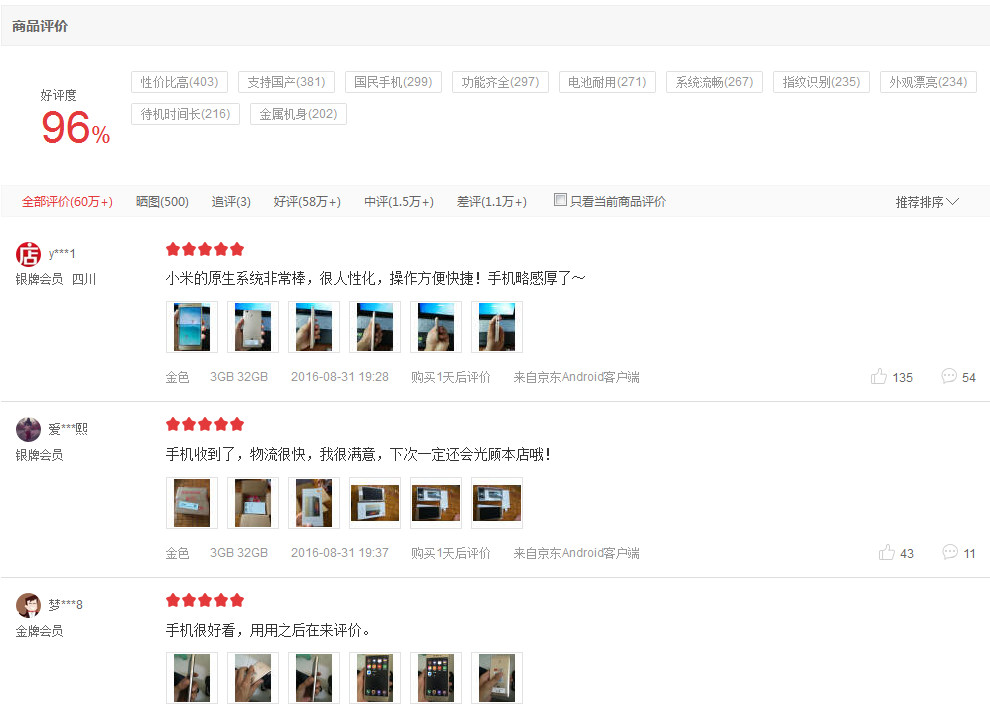 商品评价
好评度
96%
性价比高(403) 支持国产(381) 国民手机(299) 功能齐全(297) 电池耐用(271) 系统流畅(267) 指纹识别(235) 外观漂亮(234)
待机时间长(216) 金属机身(202)
全部评价(60万+) 晒图(500) 追评(3) 好评(58万+) 中评(1.5万+) 差评(1.1万+) 只看当前商品评价 推荐排序
店 y***1
银牌会员 四川
小米的原生系统非常棒，很人性化，操作方便快捷！手机略感厚了～
金色 3GB 32GB 2016-08-31 19:28 购买1天后评价 来自京东Android客户端 135 54
爱***熙
银牌会员
手机收到了，物流很快，我很满意，下次一定还会光顾本店哦！
金色 3GB 32GB 2016-08-31 19:37 购买1天后评价 来自京东Android客户端 43 11
梦***8
金牌会员
手机很好看，用用之后在来评价。